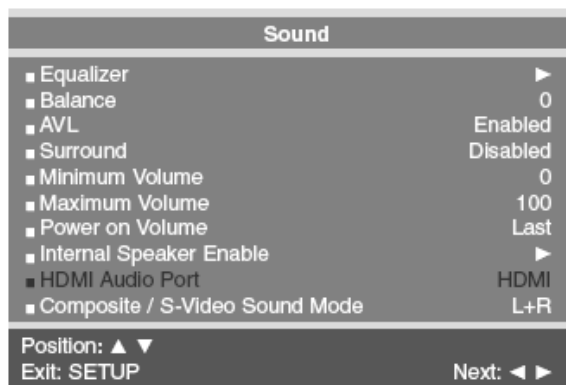 Sound
■ Equalizer ►
■ Balance 0
■ AVL Enabled
■ Surround Disabled
■ Minimum Volume 0
■ Maximum Volume 100
■ Power on Volume Last
■ Internal Speaker Enable ►
■ HDMI Audio Port HDMI
■ Composite / S-Video Sound Mode L+R
Position: ▲ ▼
Exit: SETUP Next: ◄ ►